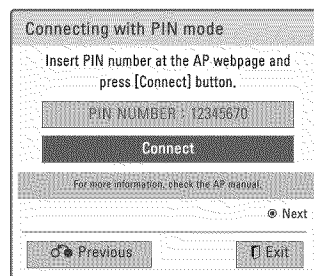 Connecting with PIN mode
Insert PIN number at the AP webpage and
press [Connect] button.
PIN NUMBER : 12345670
Connect
For more information, check the AP manual.
Next
Previous
Exit